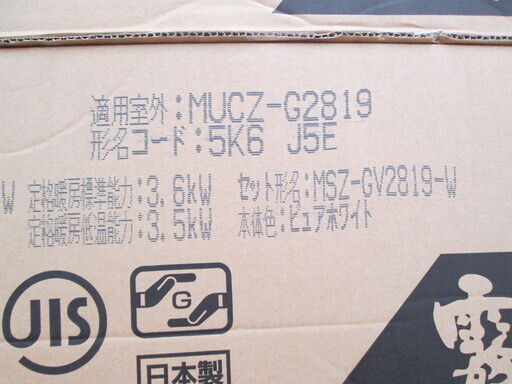 適用室外:MUCZ-G2819
形名コード:5K6 J5E
W 定格暖房標準能力:3.6kW セット形名:MSZ-GV2819-W
定格暖房低温能力:3.5kW 本体色:ピュアホワイト
JIS
G
日本製
霧